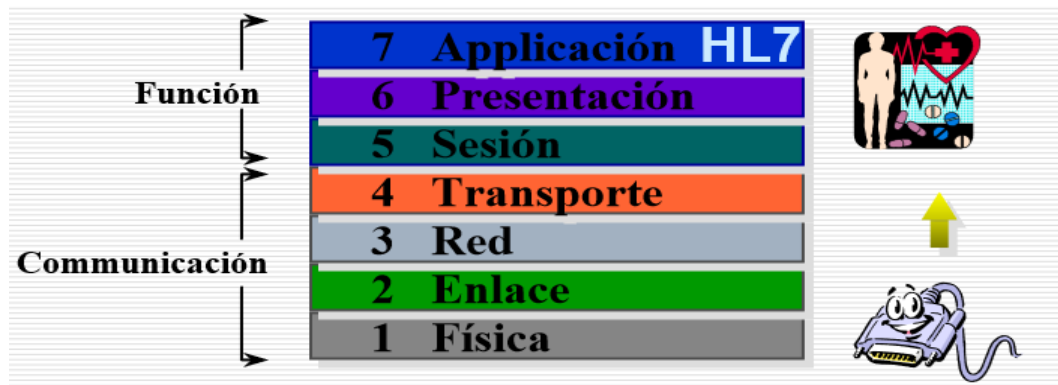 7 Applicación HL7
6 Presentación
5 Sesión
4 Transporte
3 Red
2 Enlace
1 Física
Función
Communicación